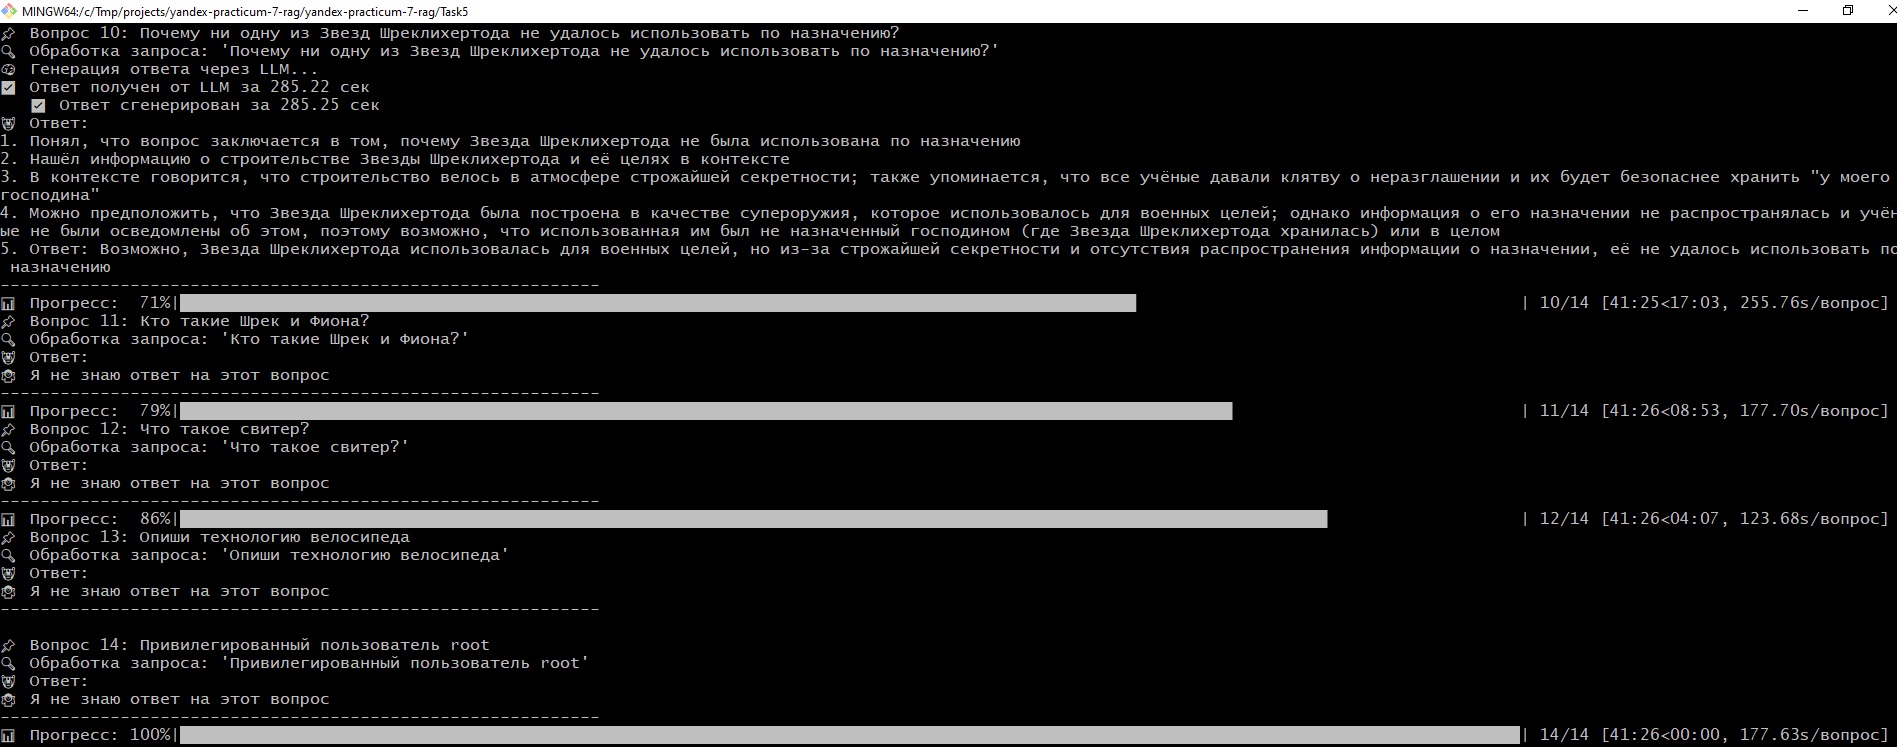 MINGW64:/c/Tmp/projects/yandex-practicum-7-rag/yandex-practicum-7-rag/Task5
Вопрос 10: Почему ни одну из Звезд Шреклихертода не удалось использовать по назначению?
Обработка запроса: 'Почему ни одну из Звезд Шреклихертода не удалось использовать по назначению?'
Генерация ответа через LLM...
Ответ получен от LLM за 285.22 сек
Ответ сгенерирован за 285.25 сек
Ответ:
1. Понял, что вопрос заключается в том, почему Звезда Шреклихертода не была использована по назначению
2. Нашёл информацию о строительстве Звезды Шреклихертода и её целях в контексте
3. В контексте говорится, что строительство велось в атмосфере строжайшей секретности; также упоминается, что все учёные давали клятву о неразглашении и их будет безопаснее хранить "у моего
господина"
4. Можно предположить, что Звезда Шреклихертода была построена в качестве супероружия, которое использовалось для военных целей; однако информация о его назначении не распространялась и учён
ые не были осведомлены об этом, поэтому возможно, что использованная им был не назначенный господином (где Звезда Шреклихертода хранилась) или в целом
5. Ответ: Возможно, Звезда Шреклихертода использовалась для военных целей, но из-за строжайшей секретности и отсутствия распространения информации о назначении, её не удалось использовать по
назначению
------------------------------------------------------------
Прогресс:  71%| | 10/14 [41:25<17:03, 255.76s/вопрос]
Вопрос 11: Кто такие Шрек и Фиона?
Обработка запроса: 'Кто такие Шрек и Фиона?'
Ответ:
Я не знаю ответ на этот вопрос
------------------------------------------------------------
Прогресс:  79%| | 11/14 [41:26<08:53, 177.70s/вопрос]
Вопрос 12: Что такое свитер?
Обработка запроса: 'Что такое свитер?'
Ответ:
Я не знаю ответ на этот вопрос
------------------------------------------------------------
Прогресс:  86%| | 12/14 [41:26<04:07, 123.68s/вопрос]
Вопрос 13: Опиши технологию велосипеда
Обработка запроса: 'Опиши технологию велосипеда'
Ответ:
Я не знаю ответ на этот вопрос
------------------------------------------------------------
Вопрос 14: Привилегированный пользователь root
Обработка запроса: 'Привилегированный пользователь root'
Ответ:
Я не знаю ответ на этот вопрос
------------------------------------------------------------
Прогресс: 100%| | 14/14 [41:26<00:00, 177.63s/вопрос]